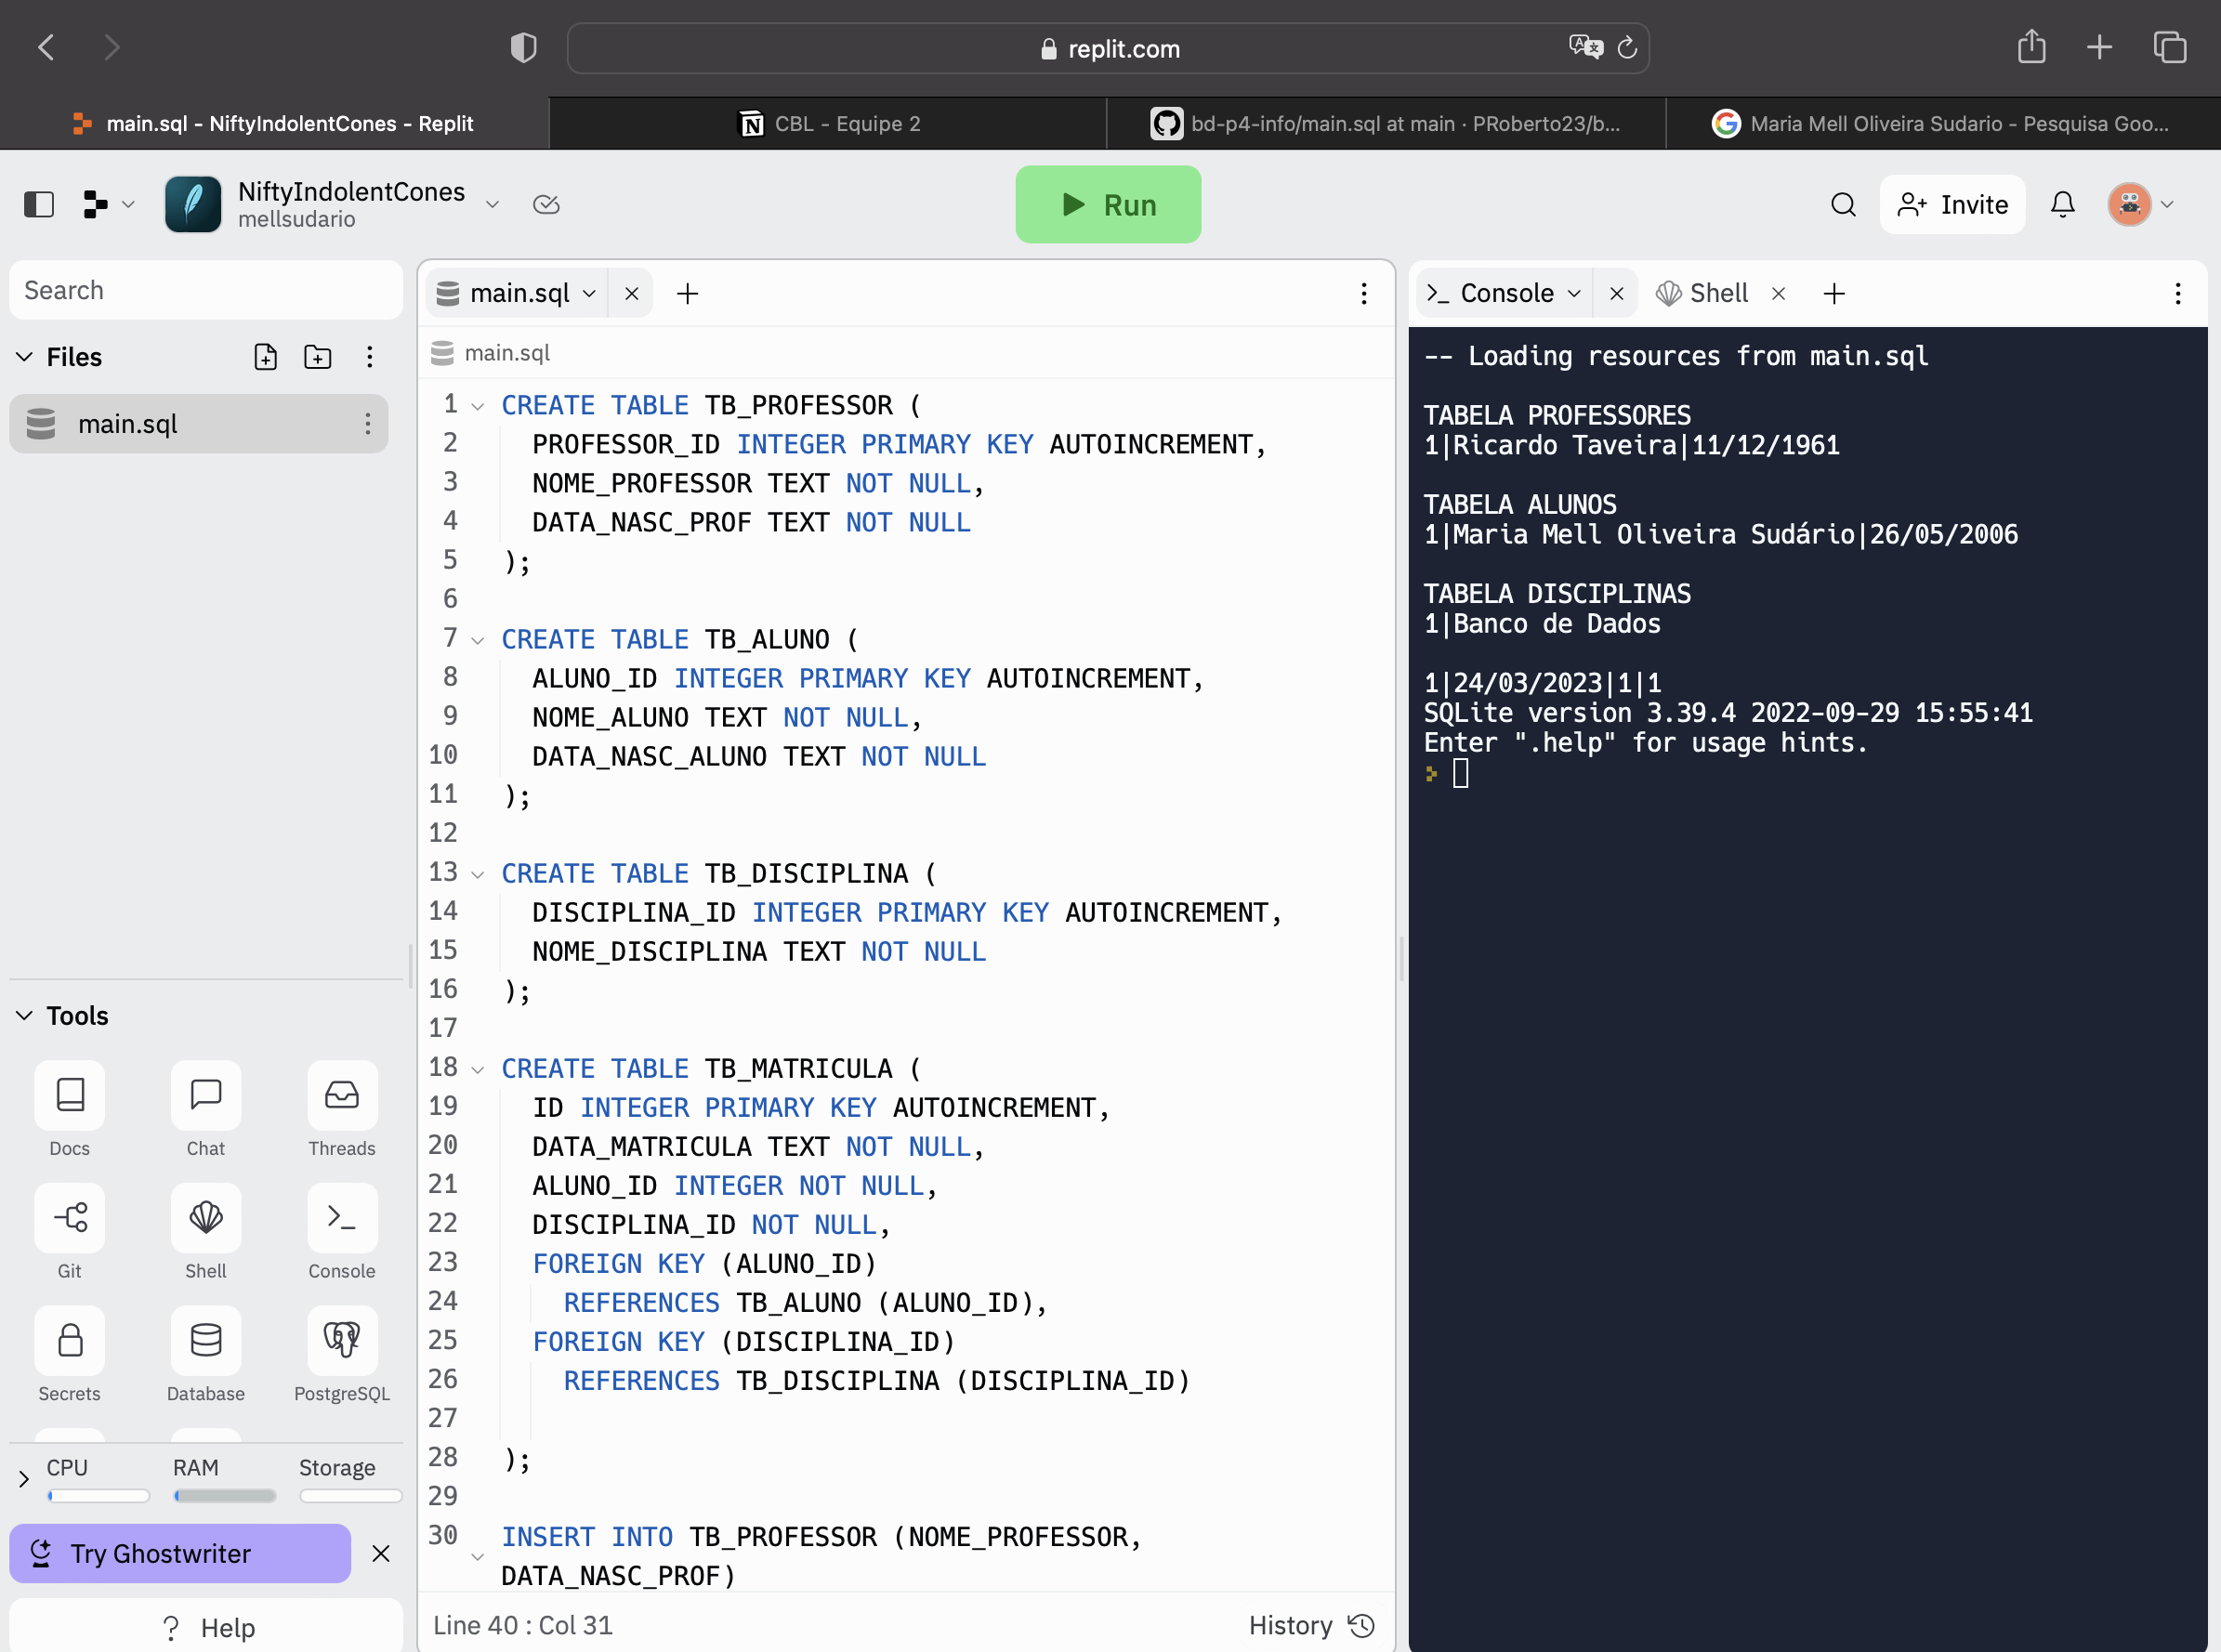 replit.com
main.sql - NiftyIndolentCones - Replit
CBL - Equipe 2
bd-p4-info/main.sql at main · PRoberto23/b...
Maria Mell Oliveira Sudario - Pesquisa Goo...
NiftyIndolentCones
mellsudario
Run
Invite
Search
Files
main.sql
Tools
Docs
Chat
Threads
Git
Shell
Console
Secrets
Database
PostgreSQL
CPU
RAM
Storage
Try Ghostwriter
? Help
main.sql
main.sql
1 CREATE TABLE TB_PROFESSOR (
2 PROFESSOR_ID INTEGER PRIMARY KEY AUTOINCREMENT,
3 NOME_PROFESSOR TEXT NOT NULL,
4 DATA_NASC_PROF TEXT NOT NULL
5 );
6
7 CREATE TABLE TB_ALUNO (
8 ALUNO_ID INTEGER PRIMARY KEY AUTOINCREMENT,
9 NOME_ALUNO TEXT NOT NULL,
10 DATA_NASC_ALUNO TEXT NOT NULL
11 );
12
13 CREATE TABLE TB_DISCIPLINA (
14 DISCIPLINA_ID INTEGER PRIMARY KEY AUTOINCREMENT,
15 NOME_DISCIPLINA TEXT NOT NULL
16 );
17
18 CREATE TABLE TB_MATRICULA (
19 ID INTEGER PRIMARY KEY AUTOINCREMENT,
20 DATA_MATRICULA TEXT NOT NULL,
21 ALUNO_ID INTEGER NOT NULL,
22 DISCIPLINA_ID NOT NULL,
23 FOREIGN KEY (ALUNO_ID)
24 REFERENCES TB_ALUNO (ALUNO_ID),
25 FOREIGN KEY (DISCIPLINA_ID)
26 REFERENCES TB_DISCIPLINA (DISCIPLINA_ID)
27
28 );
29
30 INSERT INTO TB_PROFESSOR (NOME_PROFESSOR,
DATA_NASC_PROF)
Line 40 : Col 31
History
Console
Shell
-- Loading resources from main.sql
TABELA PROFESSORES
1|Ricardo Taveira|11/12/1961
TABELA ALUNOS
1|Maria Mell Oliveira Sudário|26/05/2006
TABELA DISCIPLINAS
1|Banco de Dados
1|24/03/2023|1|1
SQLite version 3.39.4 2022-09-29 15:55:41
Enter ".help" for usage hints.